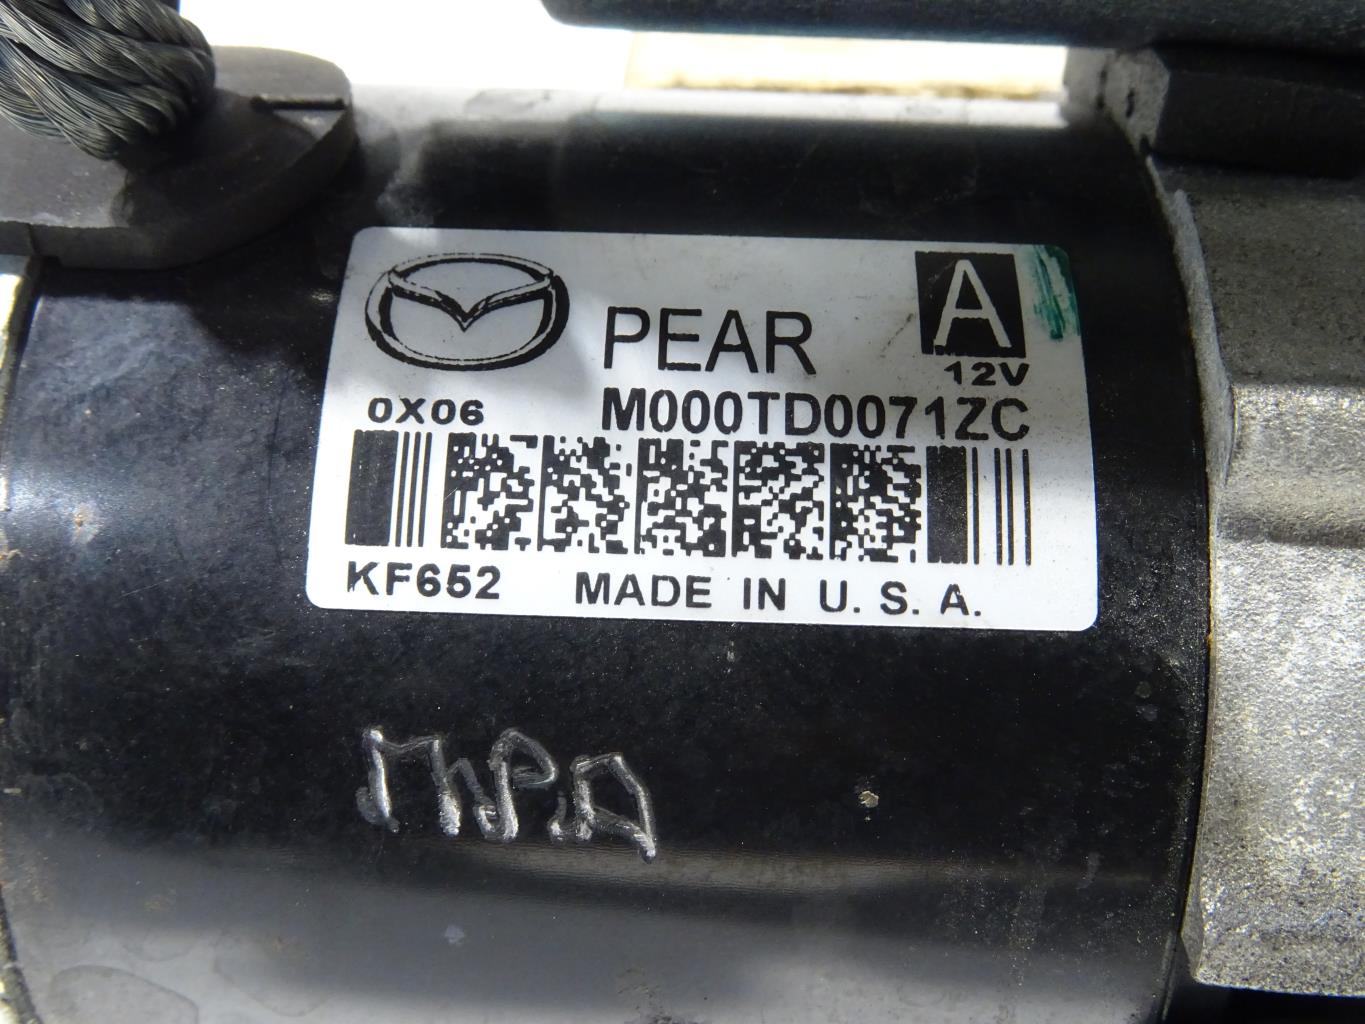 PEAR
A
12V
0X06 M000TD0071ZC
KF652 MADE IN U. S. A.